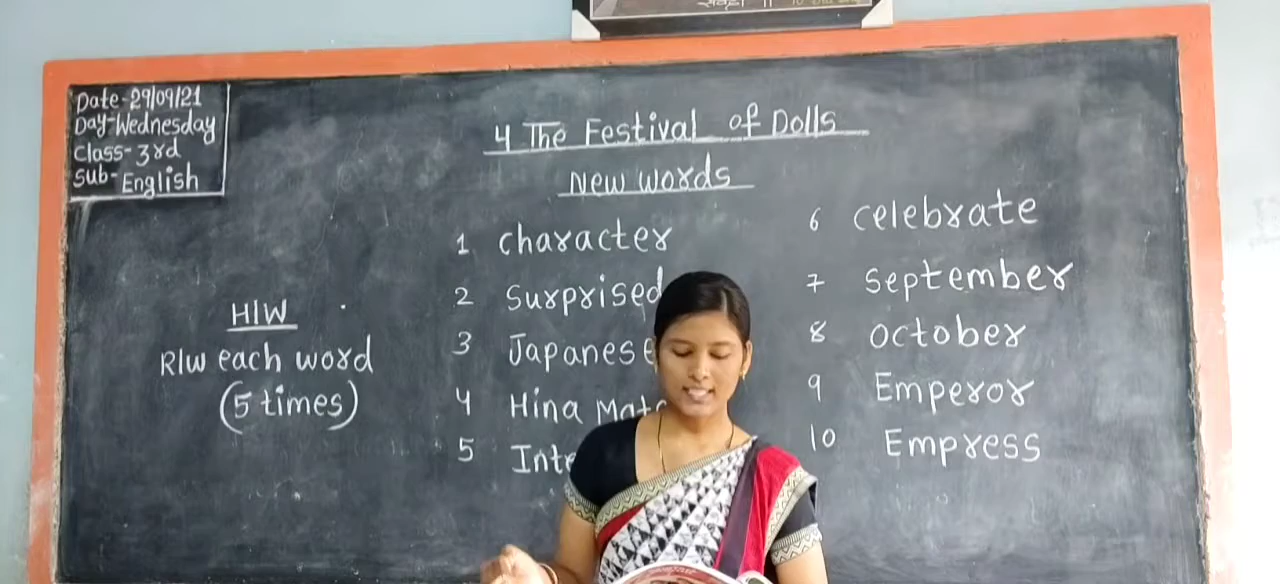 Date-29/09/21
Day-Wednesday
Class-3rd
Sub-English
4 The Festival of Dolls
New words
1 character
2 Surprised
3 Japanese
4 Hina
5
6 celebrate
7 September
8 october
9 Emperor
10 Empress
H/W
R/w each word
(5 times)